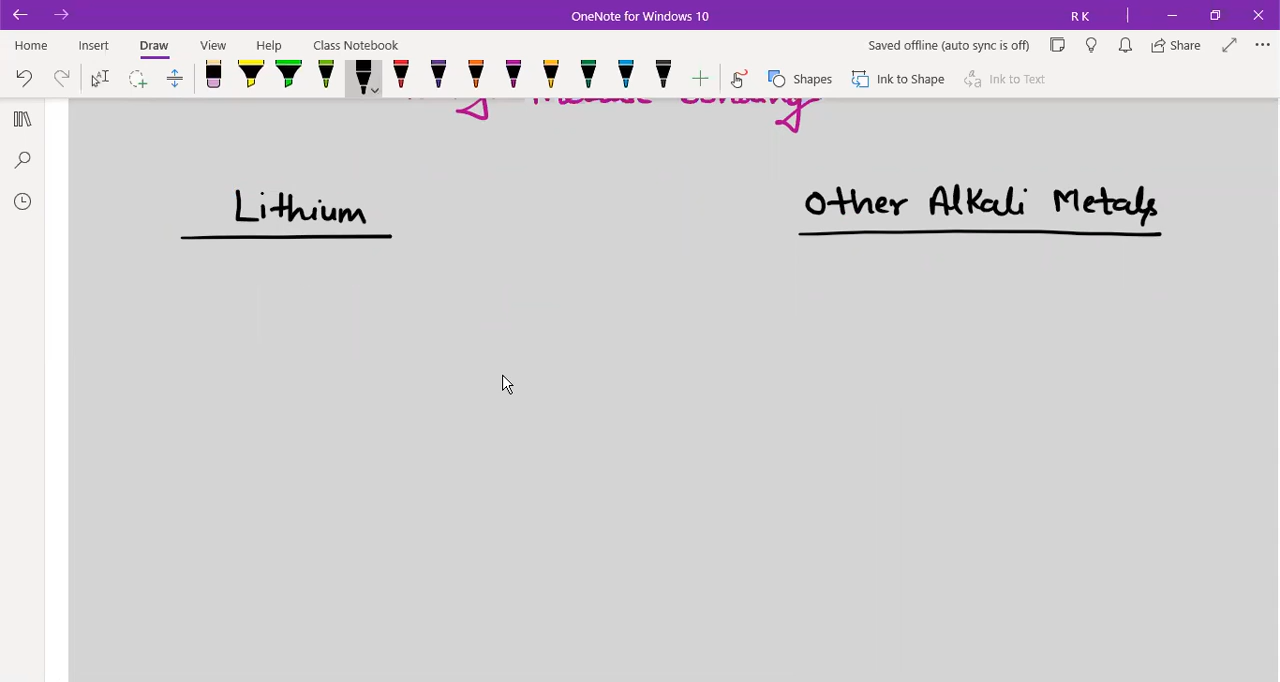 OneNote for Windows 10
R K
Home Insert Draw View Help Class Notebook
Saved offline (auto sync is off) Share
Shapes Ink to Shape Ink to Text
Lithium
Other Alkali Metals